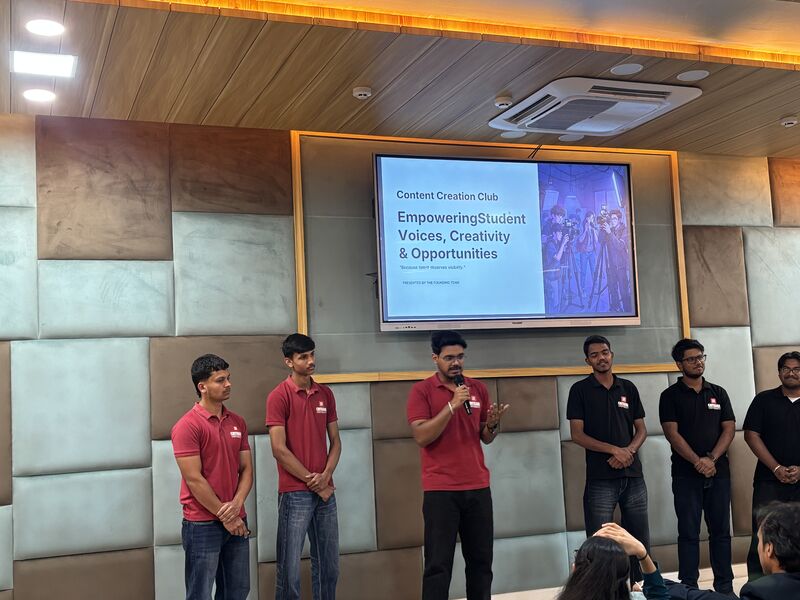 Content Creation Club
EmpoweringStudent
Voices, Creativity
& Opportunities
"Because talent deserves visibility."
PRESENTED BY THE FOUNDING TEAM